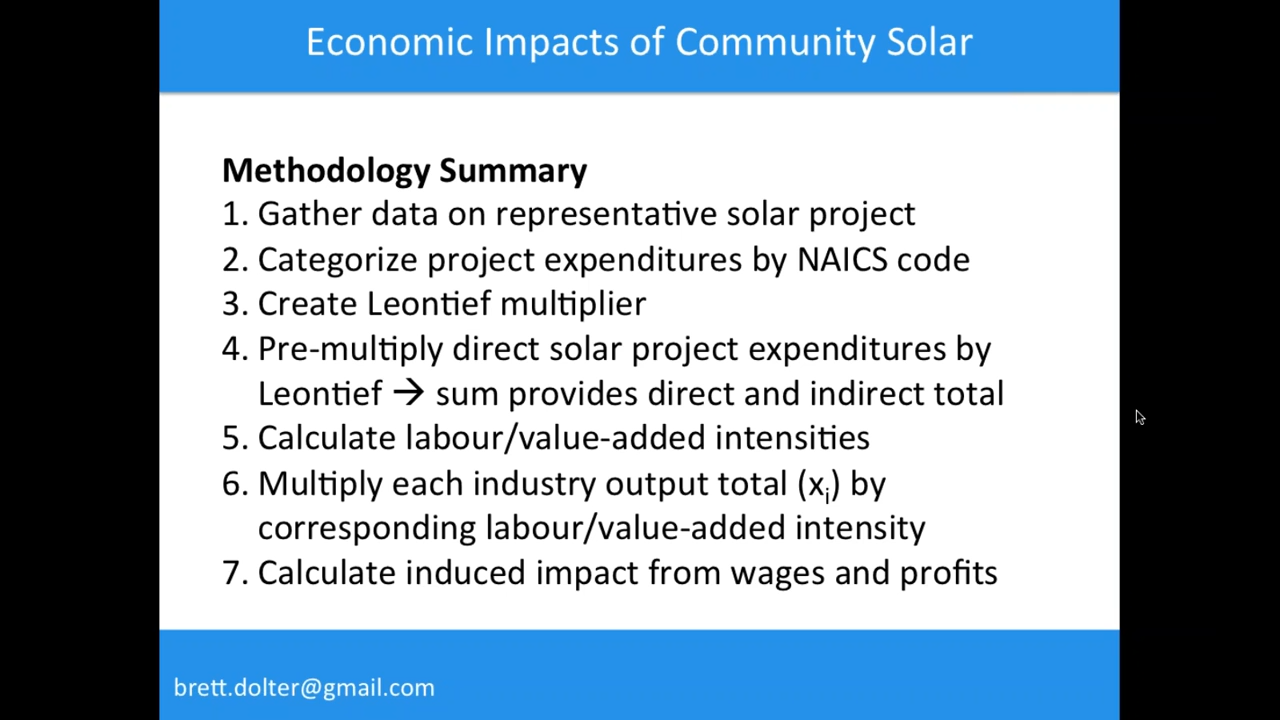 Economic Impacts of Community Solar
Methodology Summary
1. Gather data on representative solar project
2. Categorize project expenditures by NAICS code
3. Create Leontief multiplier
4. Pre-multiply direct solar project expenditures by
Leontief → sum provides direct and indirect total
5. Calculate labour/value-added intensities
6. Multiply each industry output total (xi) by
corresponding labour/value-added intensity
7. Calculate induced impact from wages and profits
brett.dolter@gmail.com